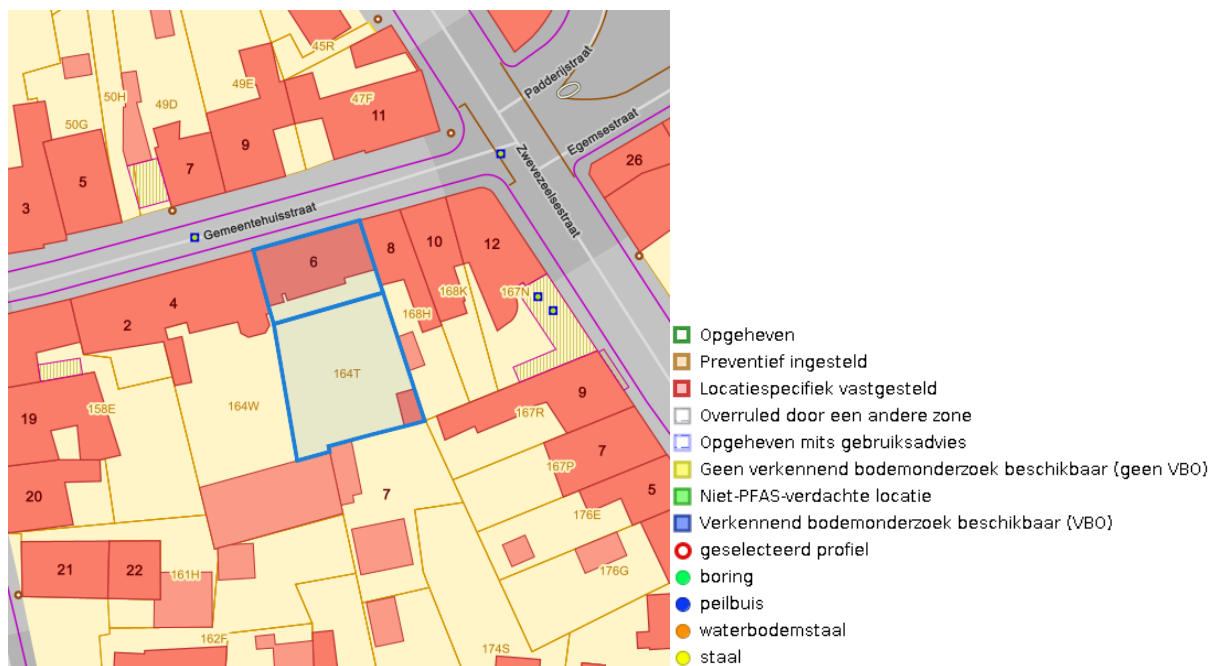 45R
50H
49D
49E
47F
11
Padderijstraat
50G
9
Egemsestraat
Zwevezeelsestraat
5
7
26
3
Gemeentehuisstraat
6
8
10
12
167N
168K
168H
4
2
164T
164W
158E
167R
9
19
7
167P
20
7
5
176E
21
22
161H
176G
162F
174S
Opgeheven
Preventief ingesteld
Locatiespecifiek vastgesteld
Overruled door een andere zone
Opgeheven mits gebruiksadvies
Geen verkennend bodemonderzoek beschikbaar (geen VBO)
Niet-PFAS-verdachte locatie
Verkennend bodemonderzoek beschikbaar (VBO)
geselecteerd profiel
boring
peilbuis
waterbodemstaal
staal